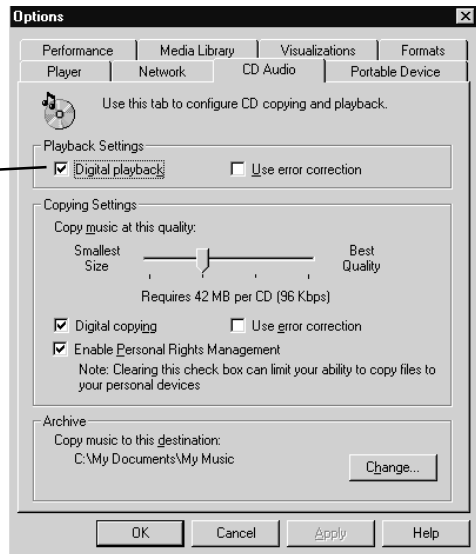 Options
Performance Media Library Visualizations Formats
Player Network CD Audio Portable Device
Use this tab to configure CD copying and playback.
Playback Settings
Digital playback Use error correction
Copying Settings
Copy music at this quality:
Smallest Size Best Quality
Requires 42 MB per CD (96 Kbps)
Digital copying Use error correction
Enable Personal Rights Management
Note: Clearing this check box can limit your ability to copy files to
your personal devices
Archive
Copy music to this destination:
C:\My Documents\My Music
Change...
OK Cancel Apply Help